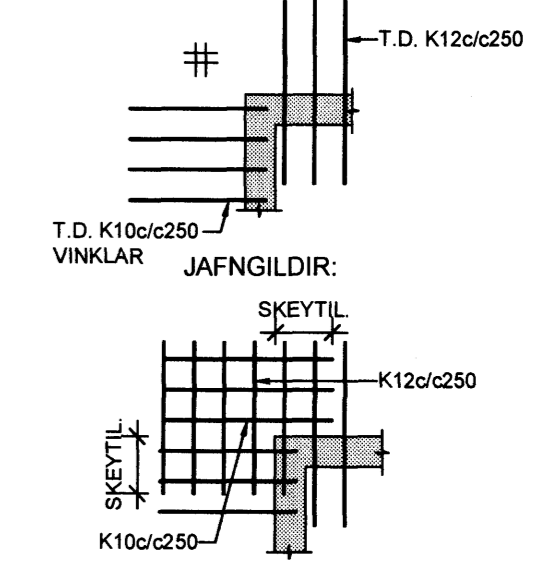 T.D. K12c/c250
T.D. K10c/c250
VINKLAR
JAFNGILDIR:
SKEYTIL.
K12c/c250
SKEYTIL.
K10c/c250